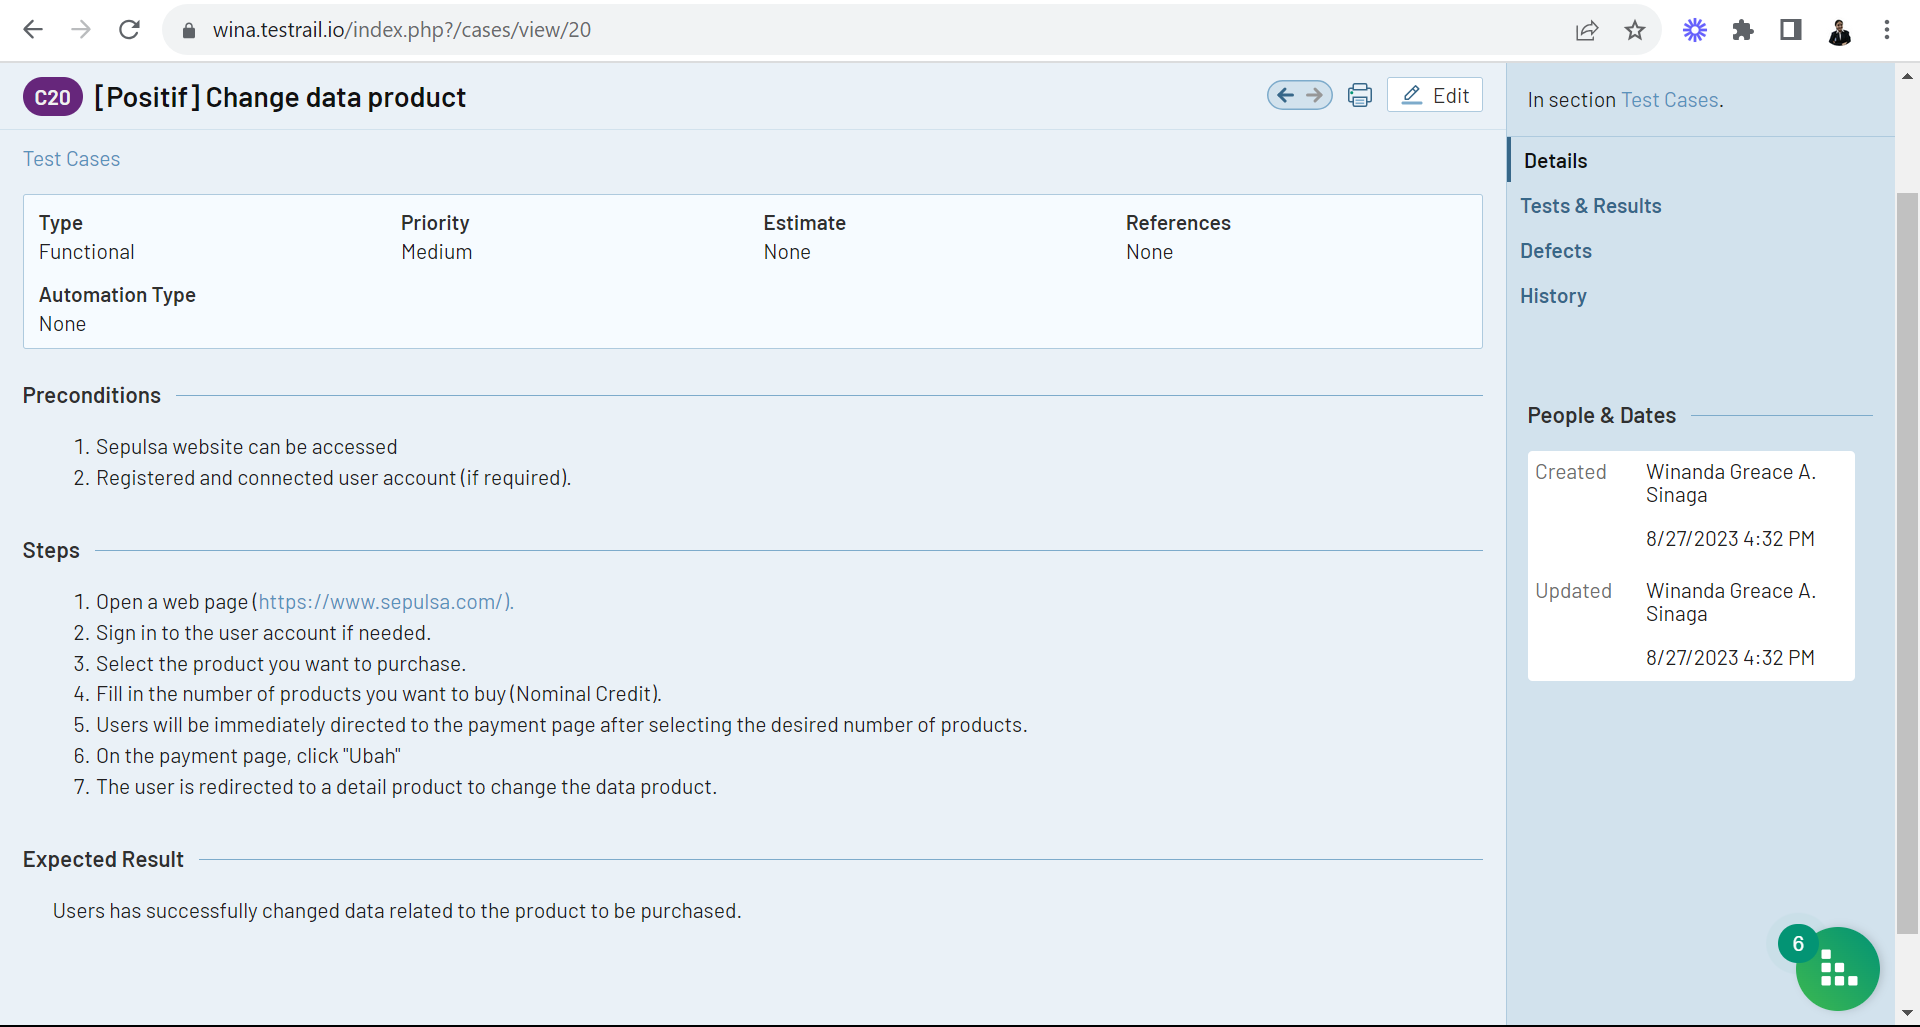 wina.testrail.io/index.php?/cases/view/20
C20 [Positif] Change data product
Edit
Test Cases
Type
Functional
Priority
Medium
Estimate
None
References
None
Automation Type
None
Preconditions
1. Sepulsa website can be accessed
2. Registered and connected user account (if required).
Steps
1. Open a web page (https://www.sepulsa.com/).
2. Sign in to the user account if needed.
3. Select the product you want to purchase.
4. Fill in the number of products you want to buy (Nominal Credit).
5. Users will be immediately directed to the payment page after selecting the desired number of products.
6. On the payment page, click "Ubah"
7. The user is redirected to a detail product to change the data product.
Expected Result
Users has successfully changed data related to the product to be purchased.
In section Test Cases.
Details
Tests & Results
Defects
History
People & Dates
Created
Winanda Greace A.
Sinaga
8/27/2023 4:32 PM
Updated
Winanda Greace A.
Sinaga
8/27/2023 4:32 PM
6